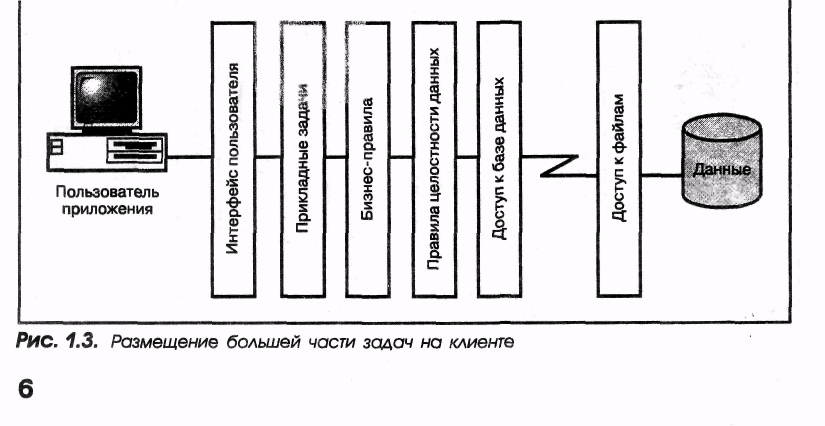 Пользователь
приложения
Интерфейс пользователя
Прикладные задачи
Бизнес-правила
Правила целостности данных
Доступ к базе данных
Доступ к файлам
Данные
Рис. 1.3. Размещение большей части задач на клиенте
6